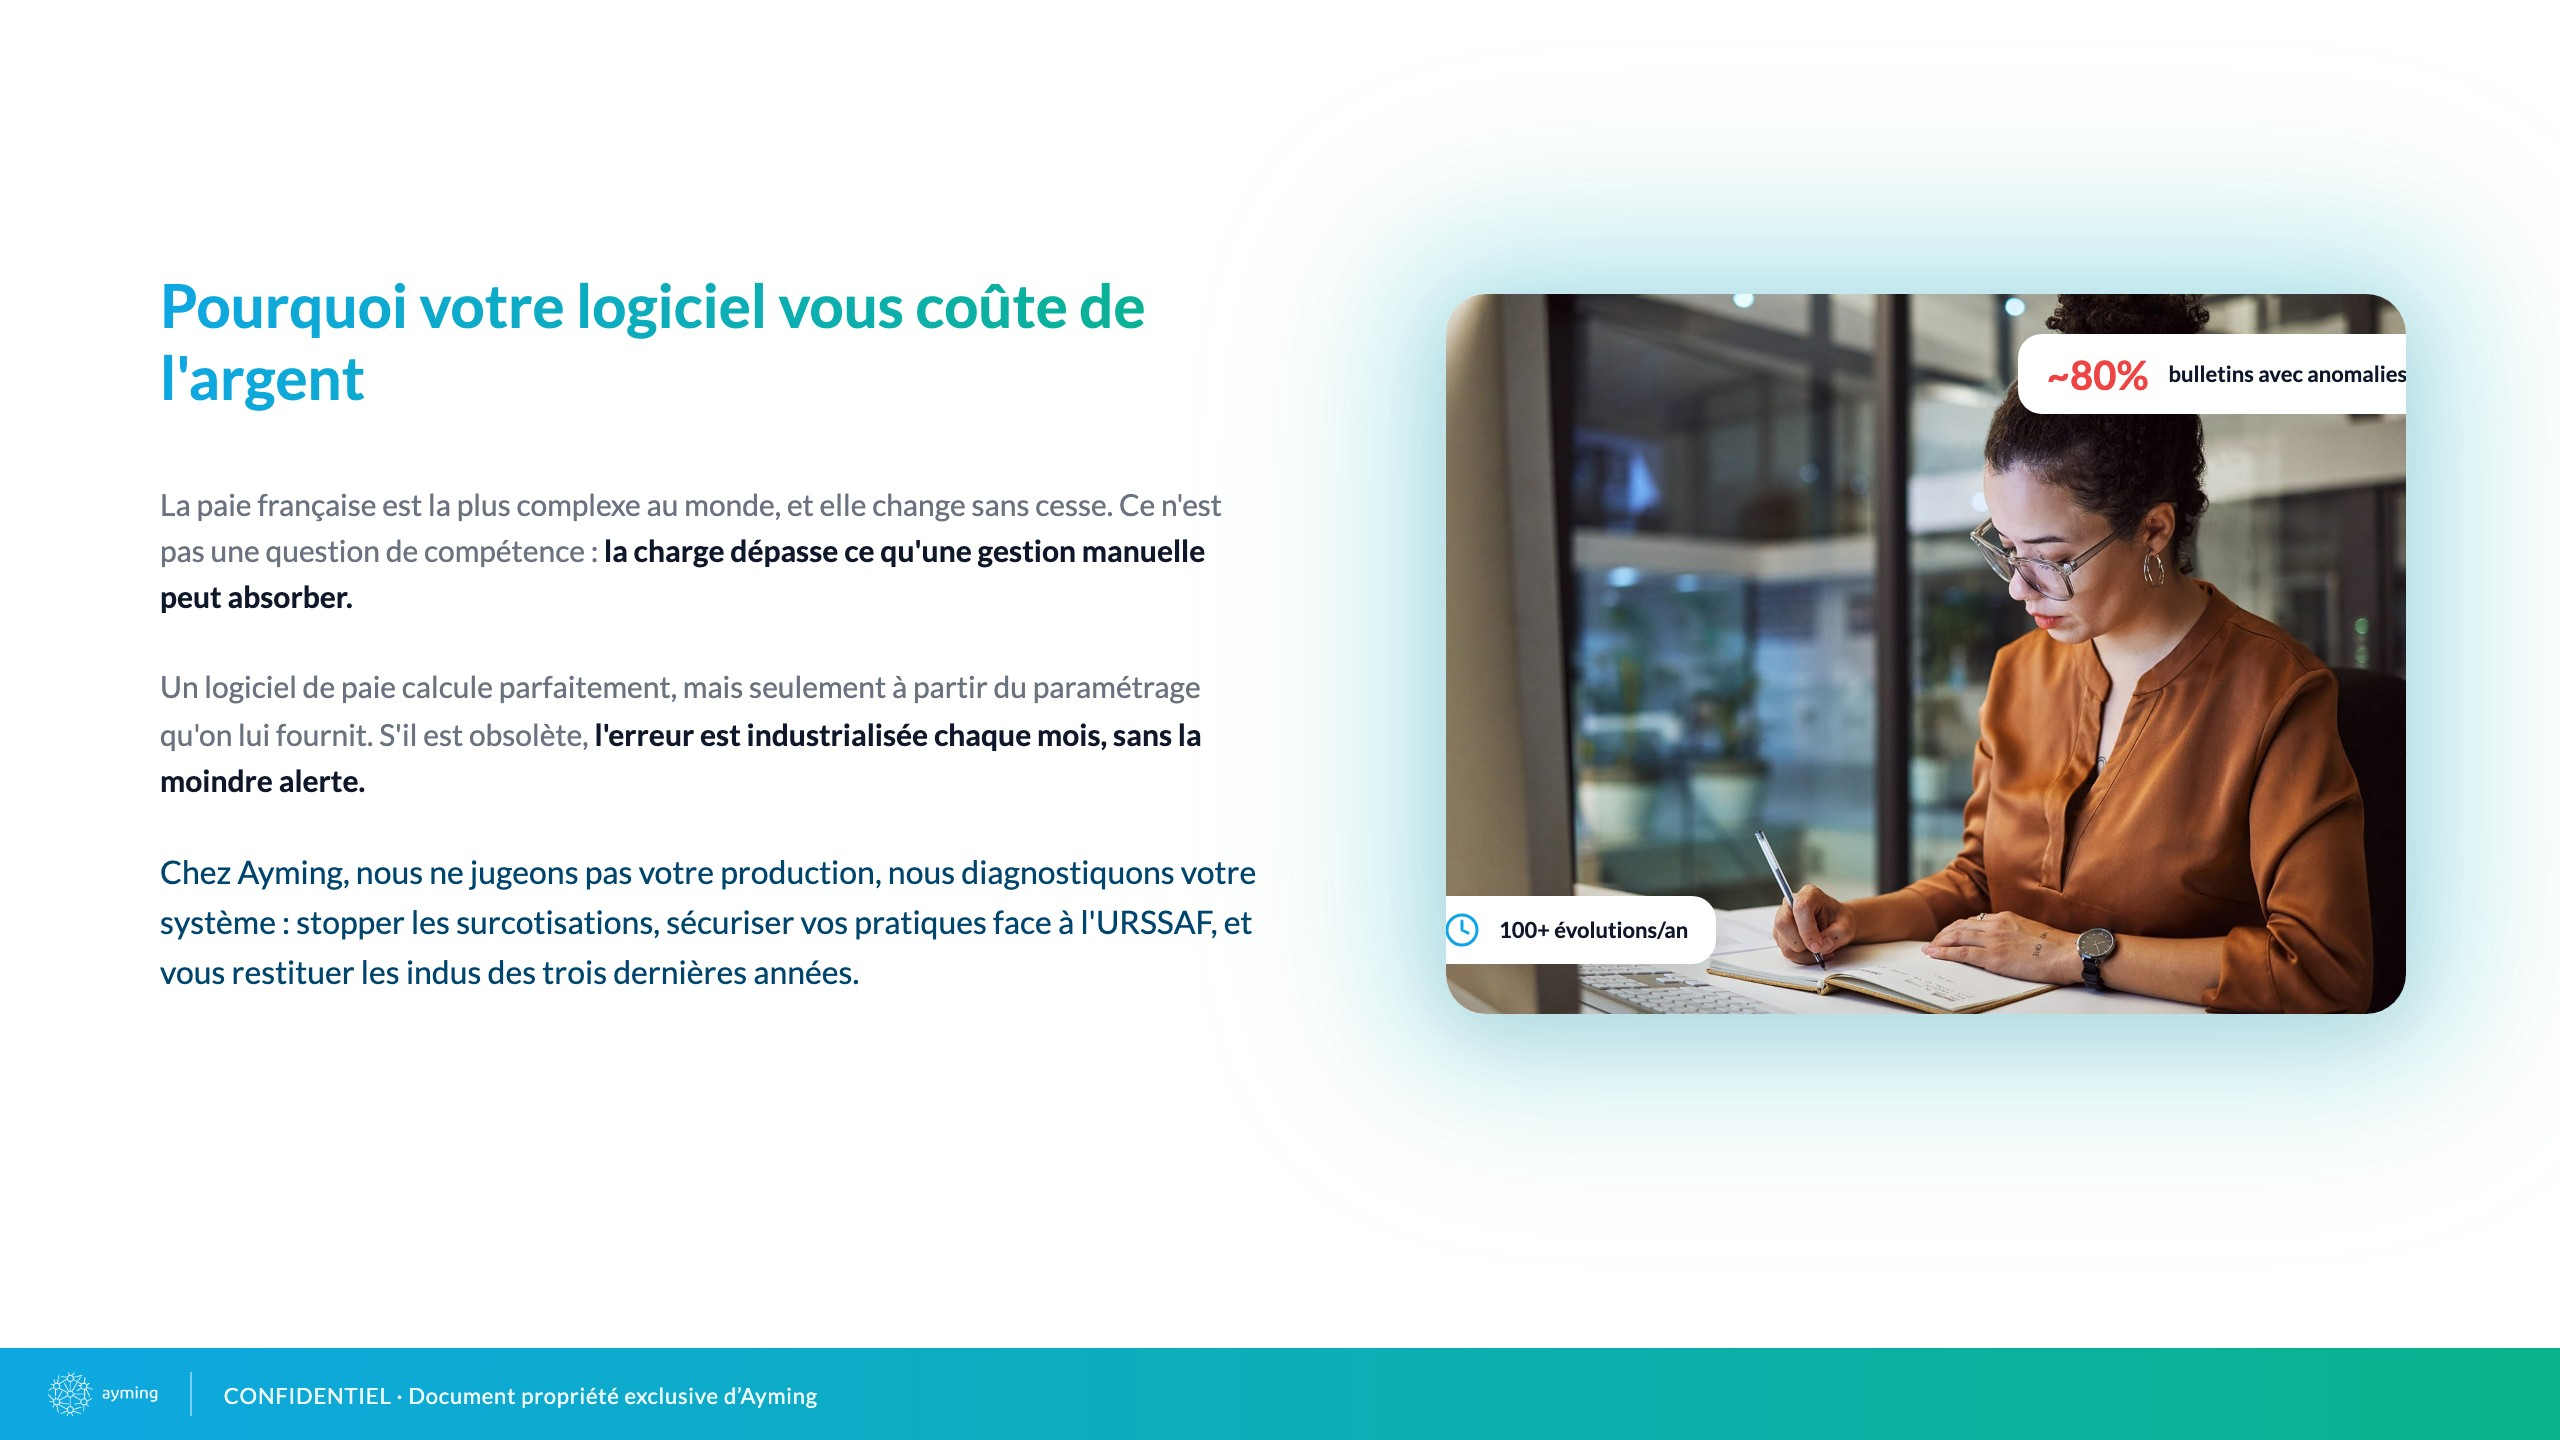 Pourquoi votre logiciel vous coûte de
l'argent
La paie française est la plus complexe au monde, et elle change sans cesse. Ce n'est
pas une question de compétence : la charge dépasse ce qu'une gestion manuelle
peut absorber.
Un logiciel de paie calcule parfaitement, mais seulement à partir du paramétrage
qu'on lui fournit. S'il est obsolète, l'erreur est industrialisée chaque mois, sans la
moindre alerte.
Chez Ayming, nous ne jugeons pas votre production, nous diagnostiquons votre
système : stopper les surcotisations, sécuriser vos pratiques face à l'URSSAF, et
vous restituer les indus des trois dernières années.
~80% bulletins avec anomalies
100+ évolutions/an
ayming
CONFIDENTIEL · Document propriété exclusive d’Ayming